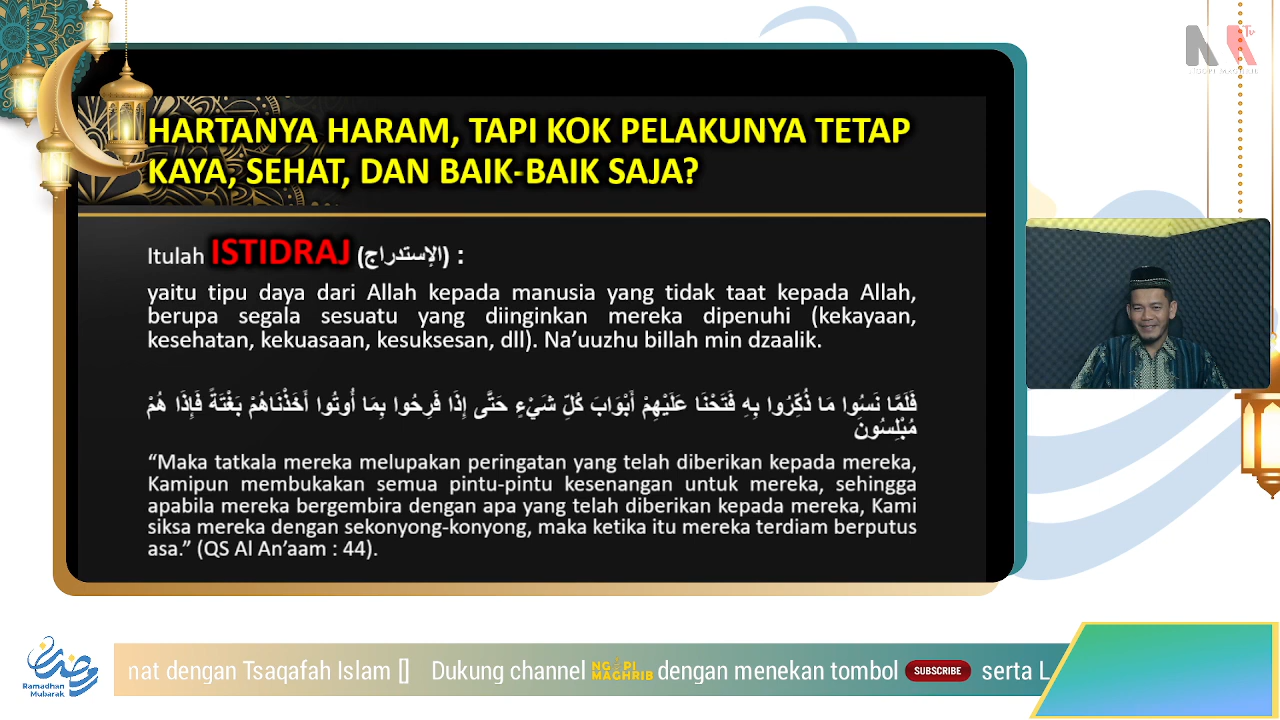 NR Tv
NGOPI MAGHRIB
HARTANYA HARAM, TAPI KOK PELAKUNYA TETAP
KAYA, SEHAT, DAN BAIK-BAIK SAJA?
Itulah ISTIDRAJ (الإستدراج) :
yaitu tipu daya dari Allah kepada manusia yang tidak taat kepada Allah,
berupa segala sesuatu yang diinginkan mereka dipenuhi (kekayaan,
kesehatan, kekuasaan, kesuksesan, dll). Na’uuzhu billah min dzaalik.
فَلَمَّا نَسُوا مَا ذُكِّرُوا بِهِ فَتَحْنَا عَلَيْهِمْ أَبْوَابَ كُلِّ شَيْءٍ حَتَّى إِذَا فَرِحُوا بِمَا أُوتُوا أَخَذْنَاهُمْ بَغْتَةً فَإِذَا هُمْ
مُبْلِسُونَ
“Maka tatkala mereka melupakan peringatan yang telah diberikan kepada mereka,
Kamipun membukakan semua pintu-pintu kesenangan untuk mereka, sehingga
apabila mereka bergembira dengan apa yang telah diberikan kepada mereka, Kami
siksa mereka dengan sekonyong-konyong, maka ketika itu mereka terdiam berputus
asa.” (QS Al An’aam : 44).
رمضان
Ramadhan
Mubarak
nat dengan Tsaqafah Islam [] Dukung channel NGOPI MAGHRIB dengan menekan tombol SUBSCRIBE serta L